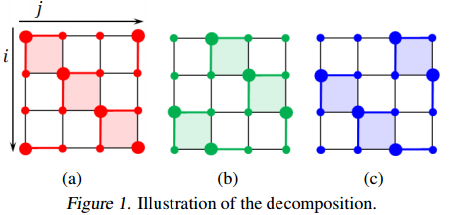 j
i
(a) (b) (c)
Figure 1. Illustration of the decomposition.